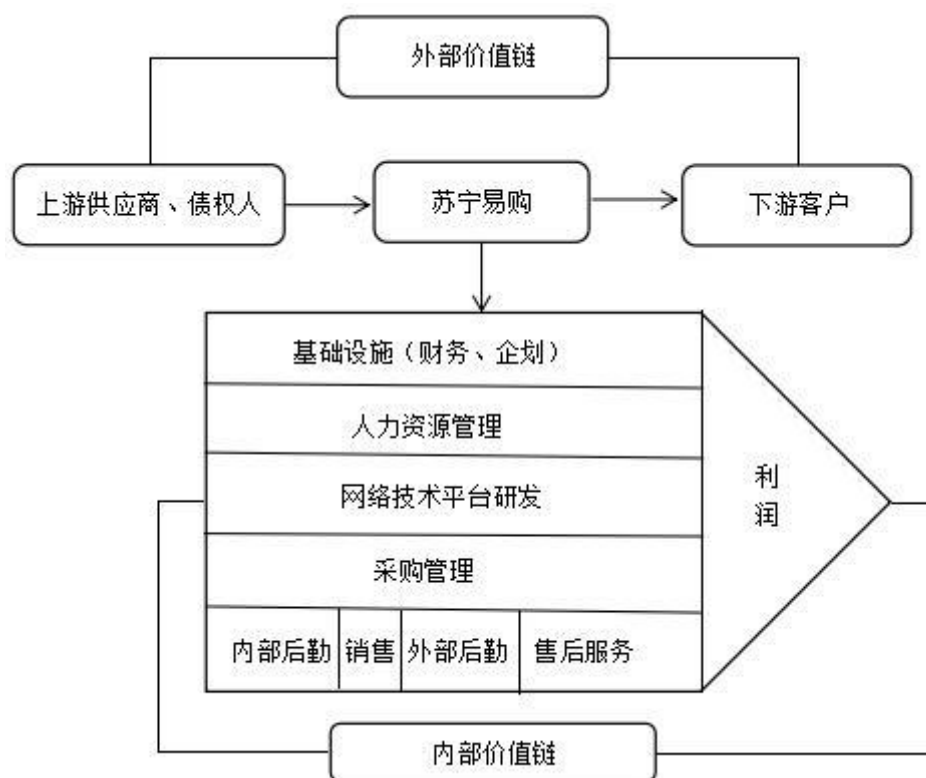 外部价值链
上游供应商、债权人
苏宁易购
下游客户
基础设施（财务、企划）
人力资源管理
网络技术平台研发
采购管理
内部后勤
销售
外部后勤
售后服务
利
润
内部价值链